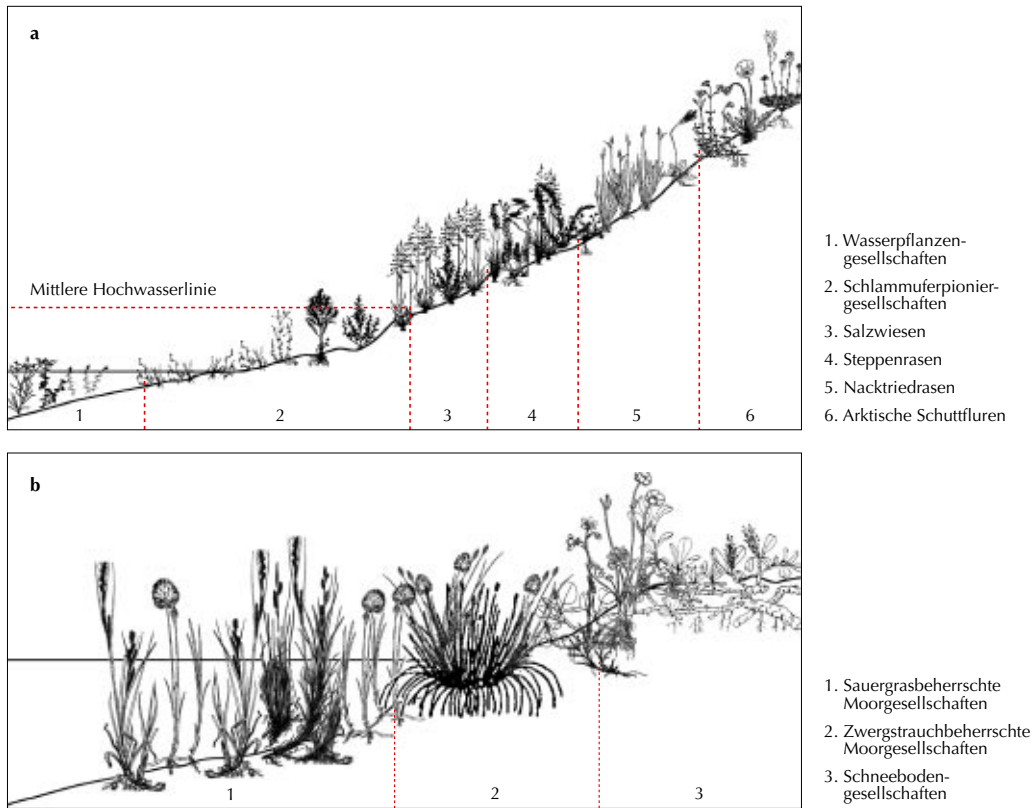 a
Mittlere Hochwasserlinie
1
2
3
4
5
6
1. Wasserpflanzen-
gesellschaften
2. Schlammuferpionier-
gesellschaften
3. Salzwiesen
4. Steppenrasen
5. Nacktriedrasen
6. Arktische Schuttfluren
b
1
2
3
1. Sauergrasbeherrschte
Moorgesellschaften
2. Zwergstrauchbeherrschte
Moorgesellschaften
3. Schneeboden-
gesellschaften